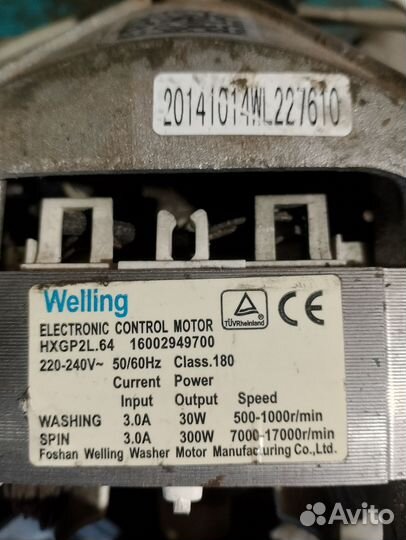 20141014WL227610
Welling
TÜVRheinland
ELECTRONIC CONTROL MOTOR
HXGP2L.64 16002949700
220-240V~ 50/60Hz Class.180
Current Power
Input Output Speed
WASHING 3.0A 30W 500-1000r/min
SPIN 3.0A 300W 7000-17000r/min
Foshan Welling Washer Motor Manufacturing Co.,Ltd.
Avito